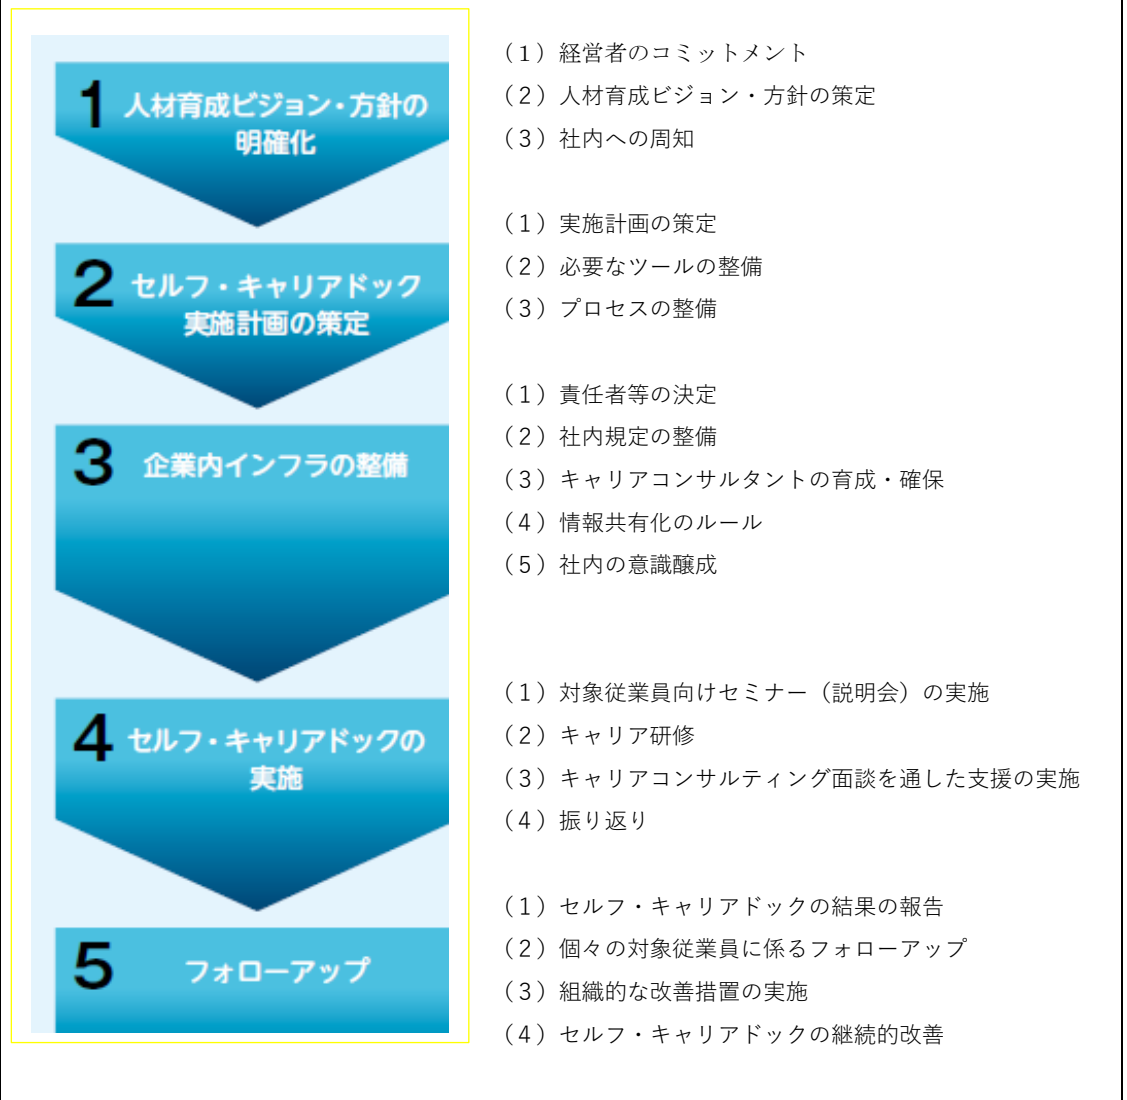 1 人材育成ビジョン・方針の
明確化
（１）経営者のコミットメント
（２）人材育成ビジョン・方針の策定
（３）社内への周知
2 セルフ・キャリアドック
実施計画の策定
（１）実施計画の策定
（２）必要なツールの整備
（３）プロセスの整備
3 企業内インフラの整備
（１）責任者等の決定
（２）社内規定の整備
（３）キャリアコンサルタントの育成・確保
（４）情報共有化のルール
（５）社内の意識醸成
4 セルフ・キャリアドックの
実施
（１）対象従業員向けセミナー（説明会）の実施
（２）キャリア研修
（３）キャリアコンサルティング面談を通した支援の実施
（４）振り返り
5 フォローアップ
（１）セルフ・キャリアドックの結果の報告
（２）個々の対象従業員に係るフォローアップ
（３）組織的な改善措置の実施
（４）セルフ・キャリアドックの継続的改善